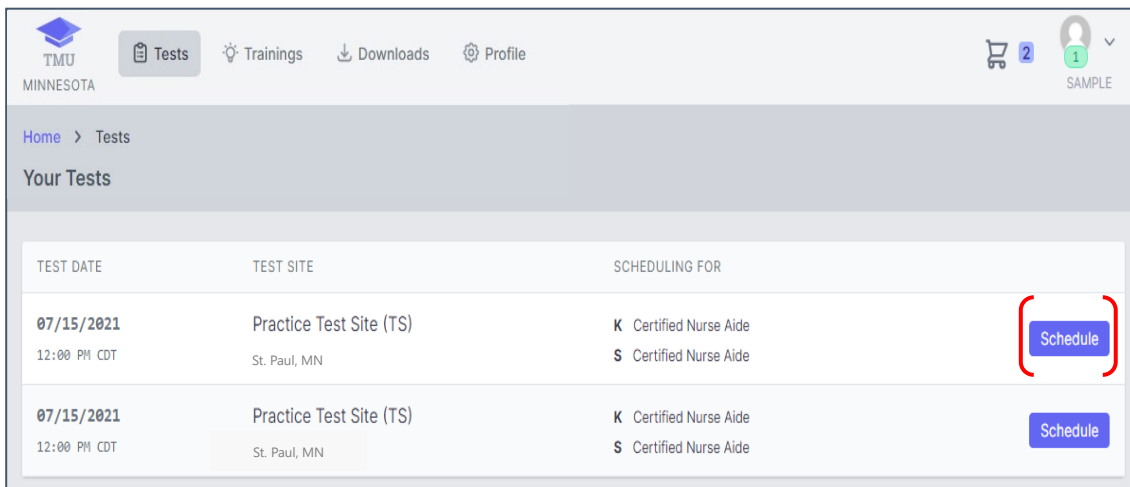 TMU
MINNESOTA
Tests
Trainings
Downloads
Profile
2
1
SAMPLE
Home > Tests
Your Tests
TEST DATE TEST SITE SCHEDULING FOR
07/15/2021 Practice Test Site (TS) K Certified Nurse Aide
12:00 PM CDT St. Paul, MN S Certified Nurse Aide
Schedule
07/15/2021 Practice Test Site (TS) K Certified Nurse Aide
12:00 PM CDT St. Paul, MN S Certified Nurse Aide
Schedule